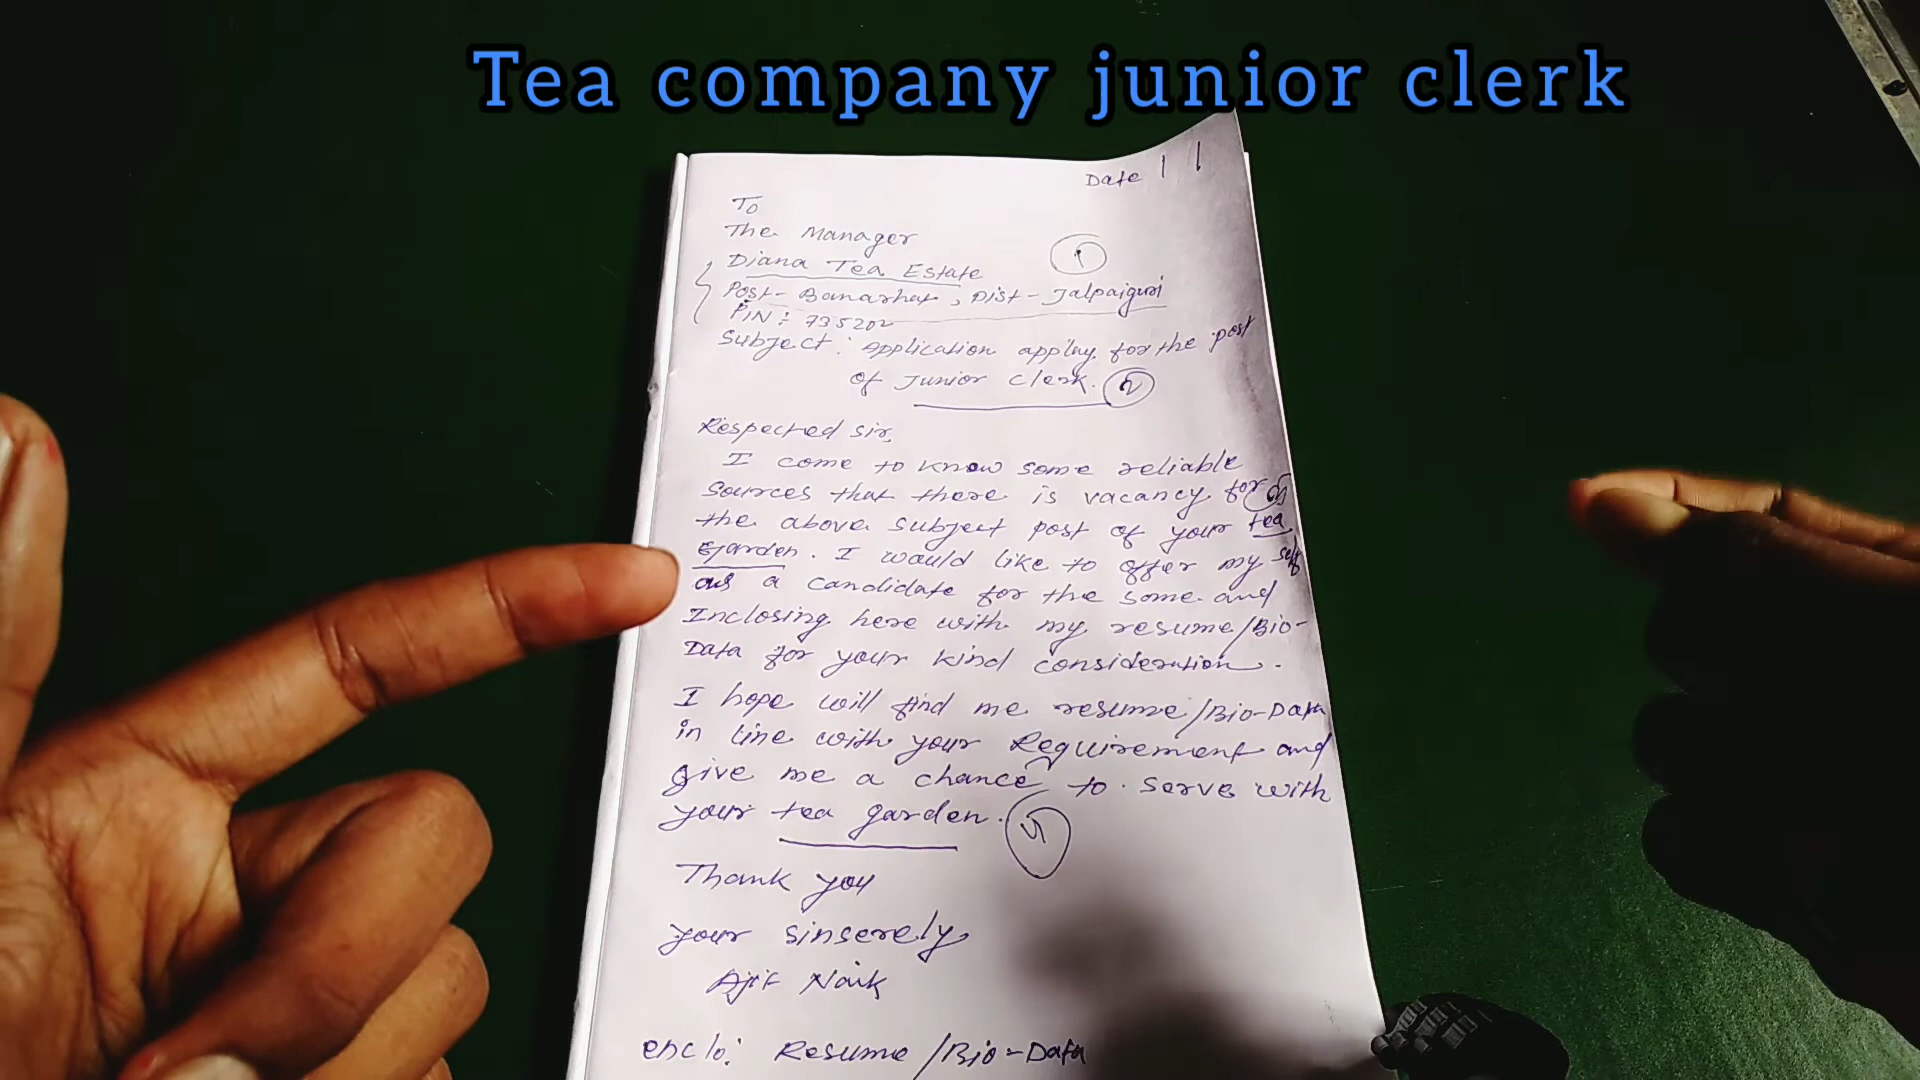 Tea company junior clerk
Date / /
To
The Manager
Diana Tea Estate
Post- Banarhat, Dist- Jalpaiguri
PIN: 735202
Subject: Application applay for the post
of Junior Clerk.
Respected sir,
I come to know some reliable
Sources that there is vacancy for
the above subject post of your tea
Garden. I would like to offer my self
as a candidate for the some and
Inclosing here with my resume/Bio-
Data for your kind consideration.
I hope will find me resume/Bio-Data
in line with your Requirement and
give me a chance to serve with
your tea garden.
Thank you
your sinserely
Ajit Naik
enclo: Resume/Bio-Data